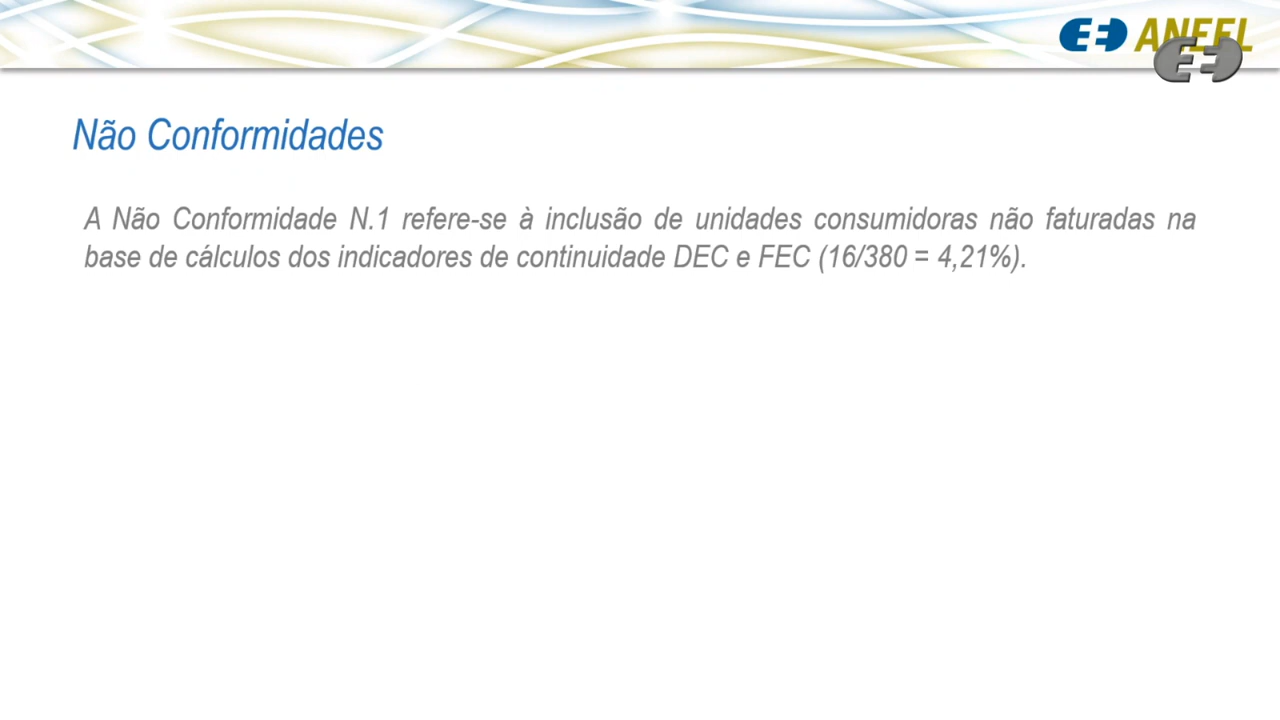 ANEEL
Não Conformidades
A Não Conformidade N.1 refere-se à inclusão de unidades consumidoras não faturadas na
base de cálculos dos indicadores de continuidade DEC e FEC (16/380 = 4,21%).